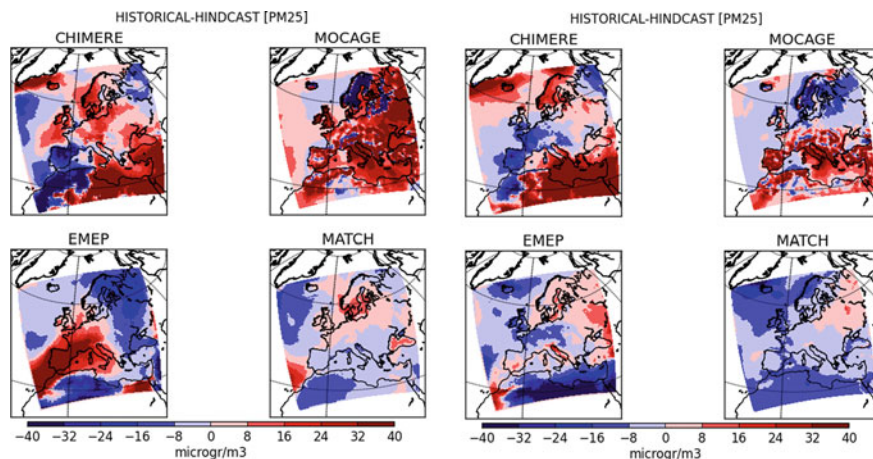 HISTORICAL-HINDCAST [PM25]
CHIMERE MOCAGE
EMEP MATCH
−40 −32 −24 −16 −8 0 8 16 24 32 40
microgr/m3
HISTORICAL-HINDCAST [PM25]
CHIMERE MOCAGE
EMEP MATCH
−40 −32 −24 −16 −8 0 8 16 24 32 40
microgr/m3